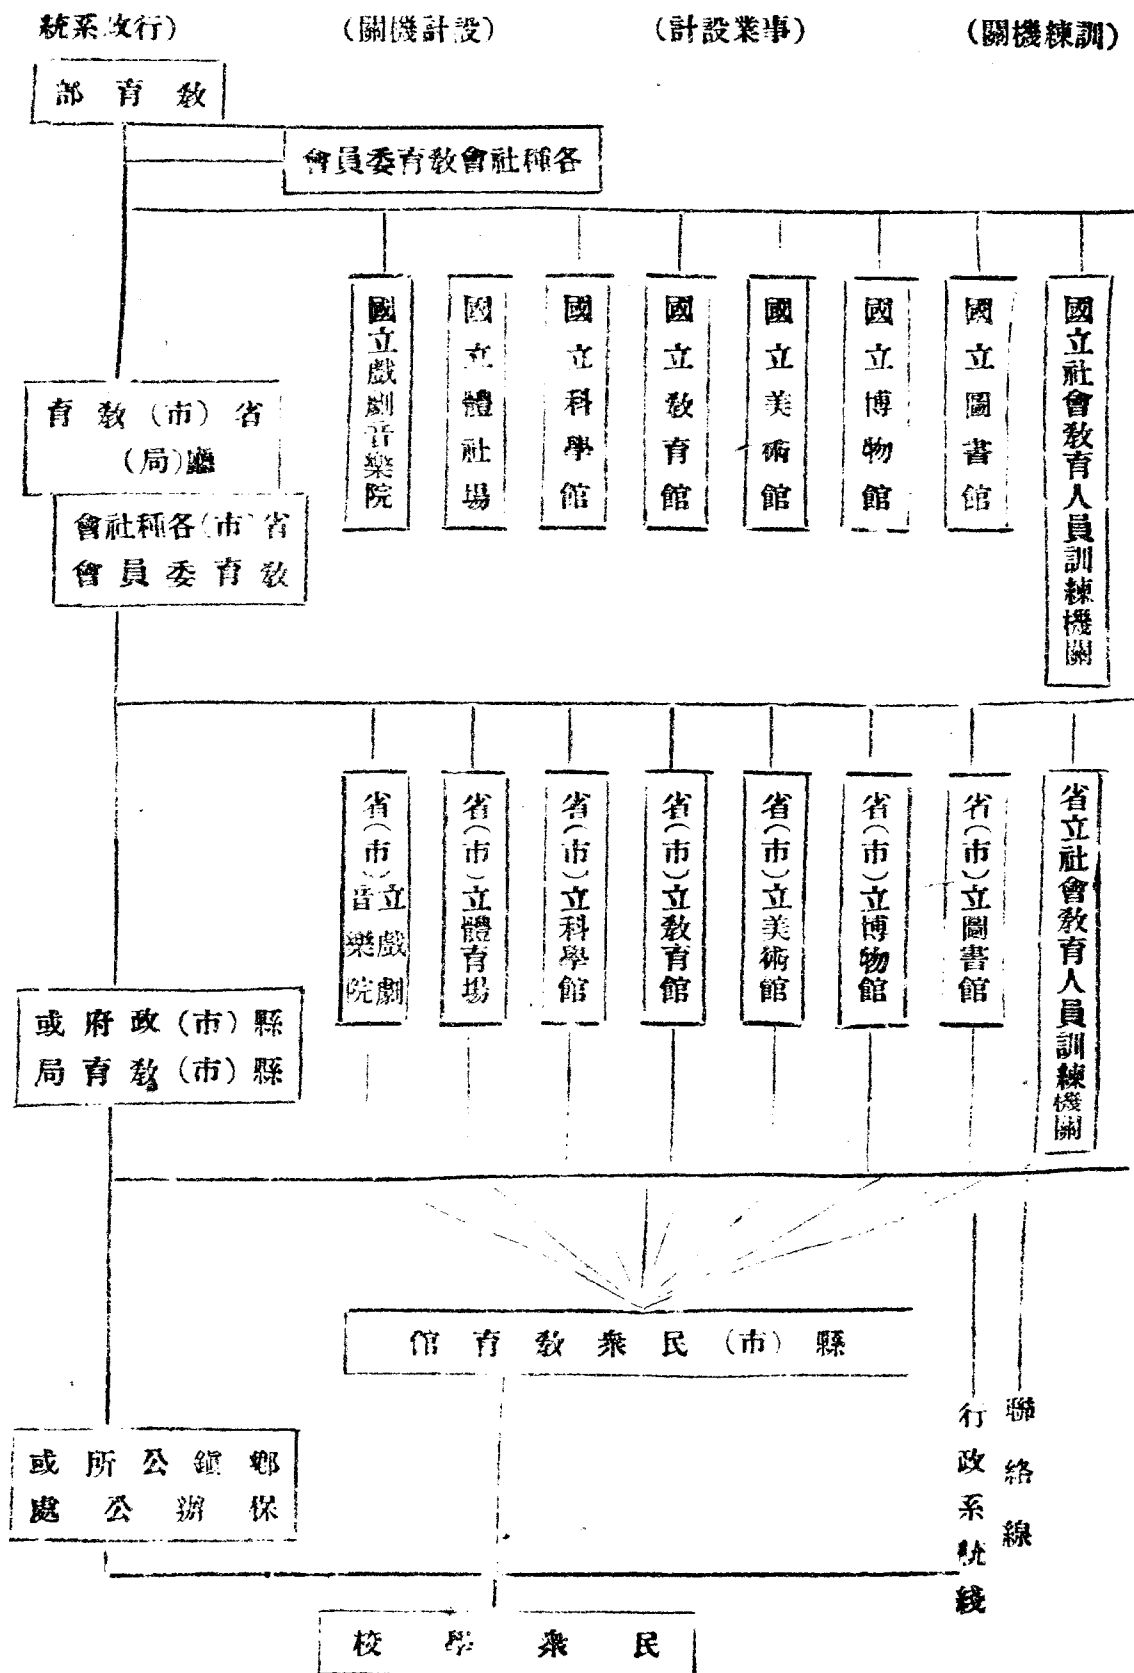 (訓練機關)
(事業設計)
(設計機關)
(行政系統
教育部
各種社會教育委員會
國立社會教育人員訓練機關
國立圖書館
國立博物館
國立美術館
國立教育館
國立科學館
國立體社場
國立戲劇音樂院
省(市)教育
廳(局)
省(市)各種社會
教育委員會
省立社會教育人員訓練機關
省(市)立圖書館
省(市)立博物館
省(市)立美術館
省(市)立教育館
省(市)立科學館
省(市)立體育場
省(市)立戲劇
音樂院
縣(市)政府或
縣(市)教育局
縣(市)民衆教育館
聯絡線
行政系統綫
鄉鎮公所或
保辦公處
民衆學校